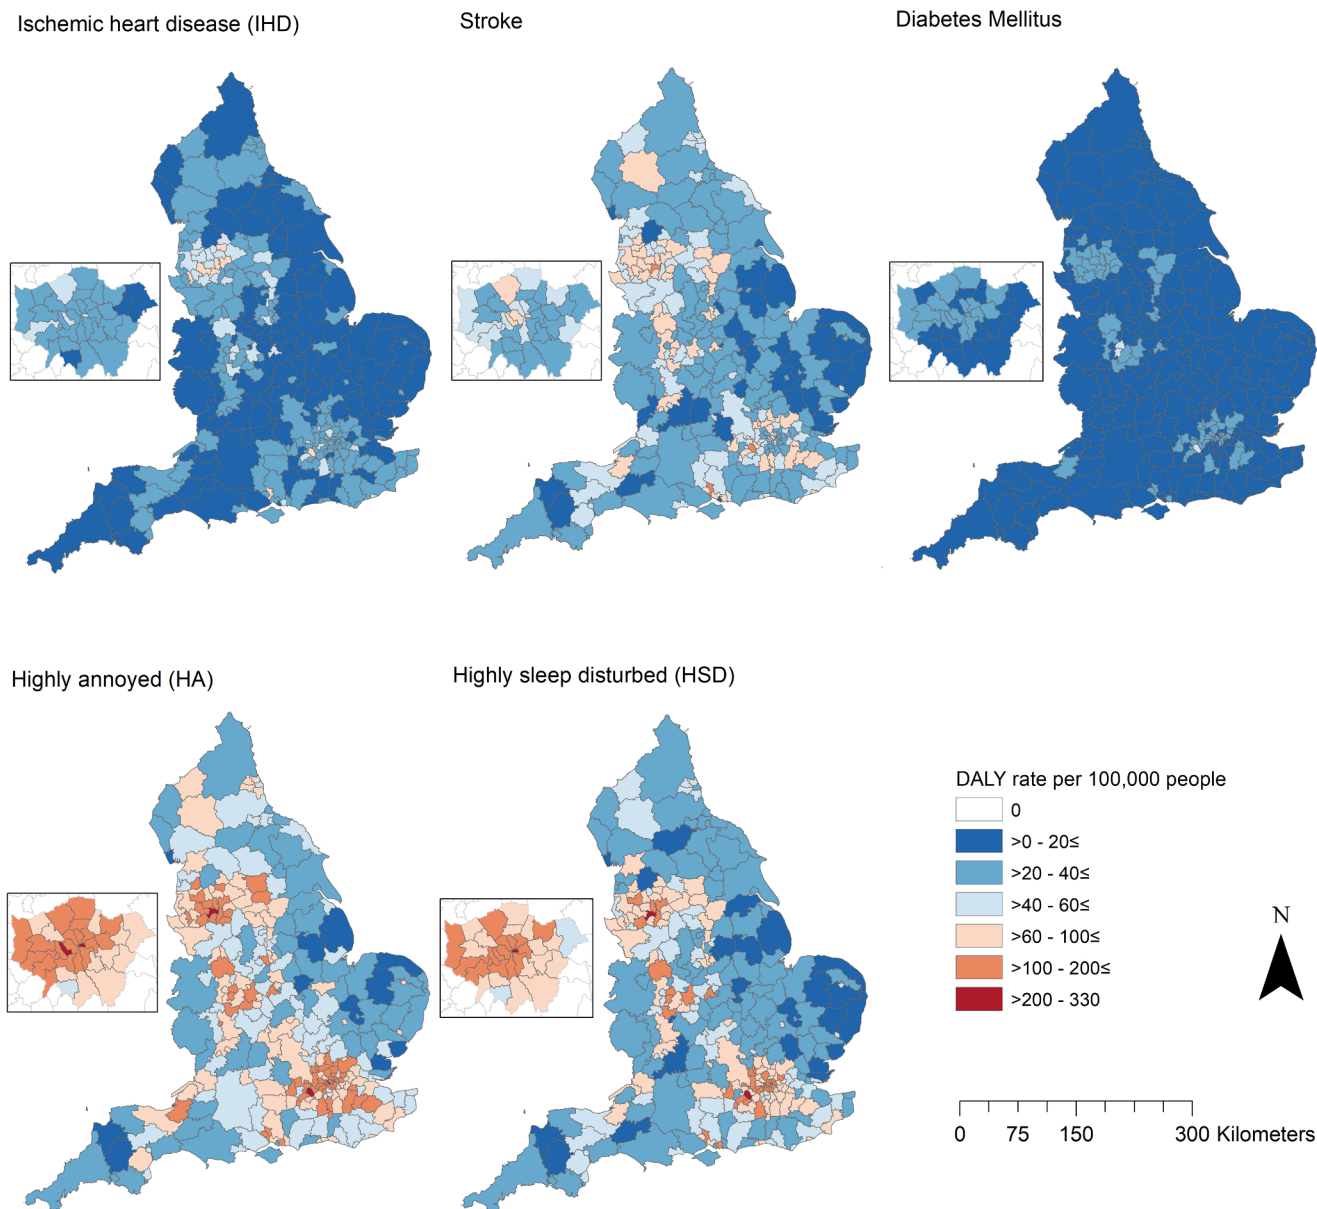 Ischemic heart disease (IHD)
Stroke
Diabetes Mellitus
Highly annoyed (HA)
Highly sleep disturbed (HSD)
DALY rate per 100,000 people
0
>0 - 20≤
>20 - 40≤
>40 - 60≤
>60 - 100≤
>100 - 200≤
>200 - 330
N
0 75 150 300 Kilometers